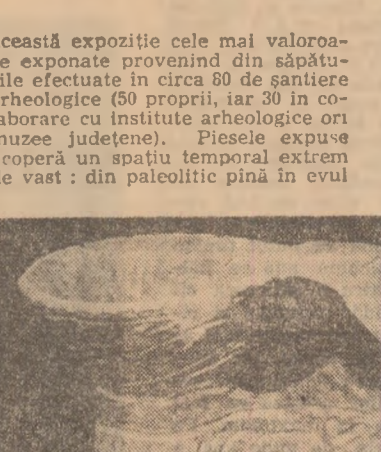 ceastă expoziție cele mai valoroa-
e exponate provenind din săpătu-
ile efectuate în circa 80 de șantiere
rheologice (50 proprii, iar 30 în co-
aborare cu institute arheologice ori
nuzee județene). Piesele expuse
coperă un spațiu temporal extrem
e vast : din paleolitic pînă în evul